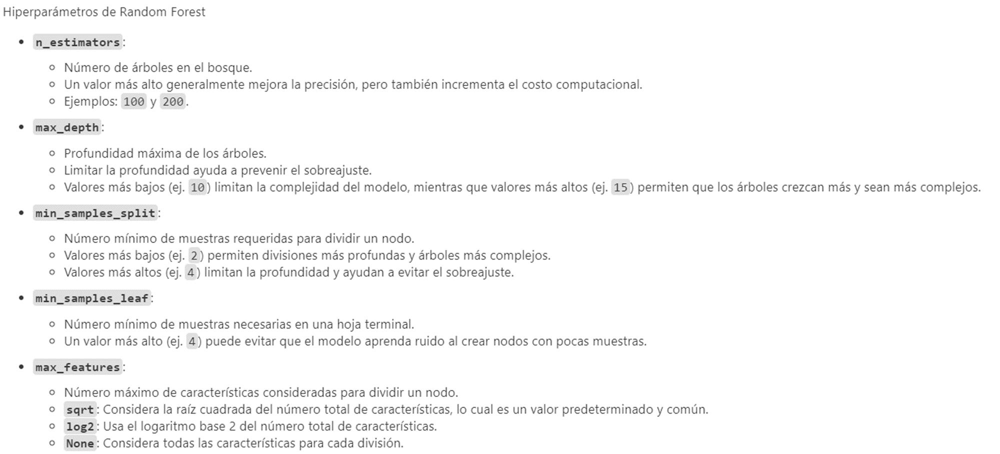 Hiperparámetros de Random Forest
n_estimators:
Número de árboles en el bosque.
Un valor más alto generalmente mejora la precisión, pero también incrementa el costo computacional.
Ejemplos: 100 y 200.
max_depth:
Profundidad máxima de los árboles.
Limitar la profundidad ayuda a prevenir el sobreajuste.
Valores más bajos (ej. 10) limitan la complejidad del modelo, mientras que valores más altos (ej. 15) permiten que los árboles crezcan más y sean más complejos.
min_samples_split:
Número mínimo de muestras requeridas para dividir un nodo.
Valores más bajos (ej. 2) permiten divisiones más profundas y árboles más complejos.
Valores más altos (ej. 4) limitan la profundidad y ayudan a evitar el sobreajuste.
min_samples_leaf:
Número mínimo de muestras necesarias en una hoja terminal.
Un valor más alto (ej. 4) puede evitar que el modelo aprenda ruido al crear nodos con pocas muestras.
max_features:
Número máximo de características consideradas para dividir un nodo.
sqrt: Considera la raíz cuadrada del número total de características, lo cual es un valor predeterminado y común.
log2: Usa el logaritmo base 2 del número total de características.
None: Considera todas las características para cada división.